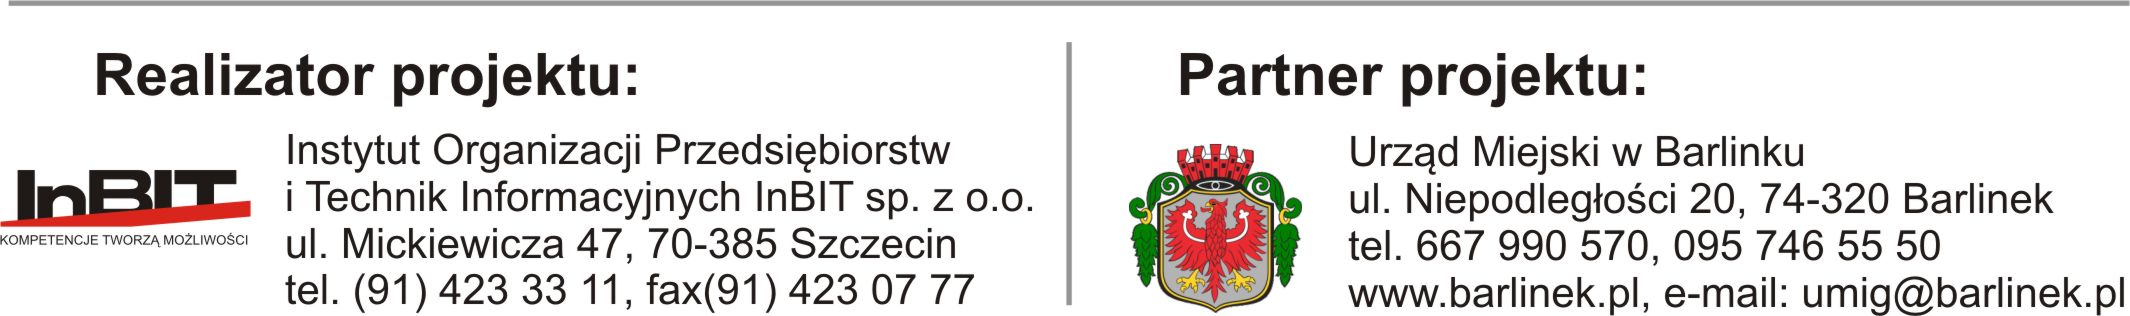 Realizator projektu:
InBIT
KOMPETENCJE TWORZĄ MOŻLIWOŚCI
Instytut Organizacji Przedsiębiorstw
i Technik Informacyjnych InBIT sp. z o.o.
ul. Mickiewicza 47, 70-385 Szczecin
tel. (91) 423 33 11, fax(91) 423 07 77
Partner projektu:
Urząd Miejski w Barlinku
ul. Niepodległości 20, 74-320 Barlinek
tel. 667 990 570, 095 746 55 50
www.barlinek.pl, e-mail: umig@barlinek.pl